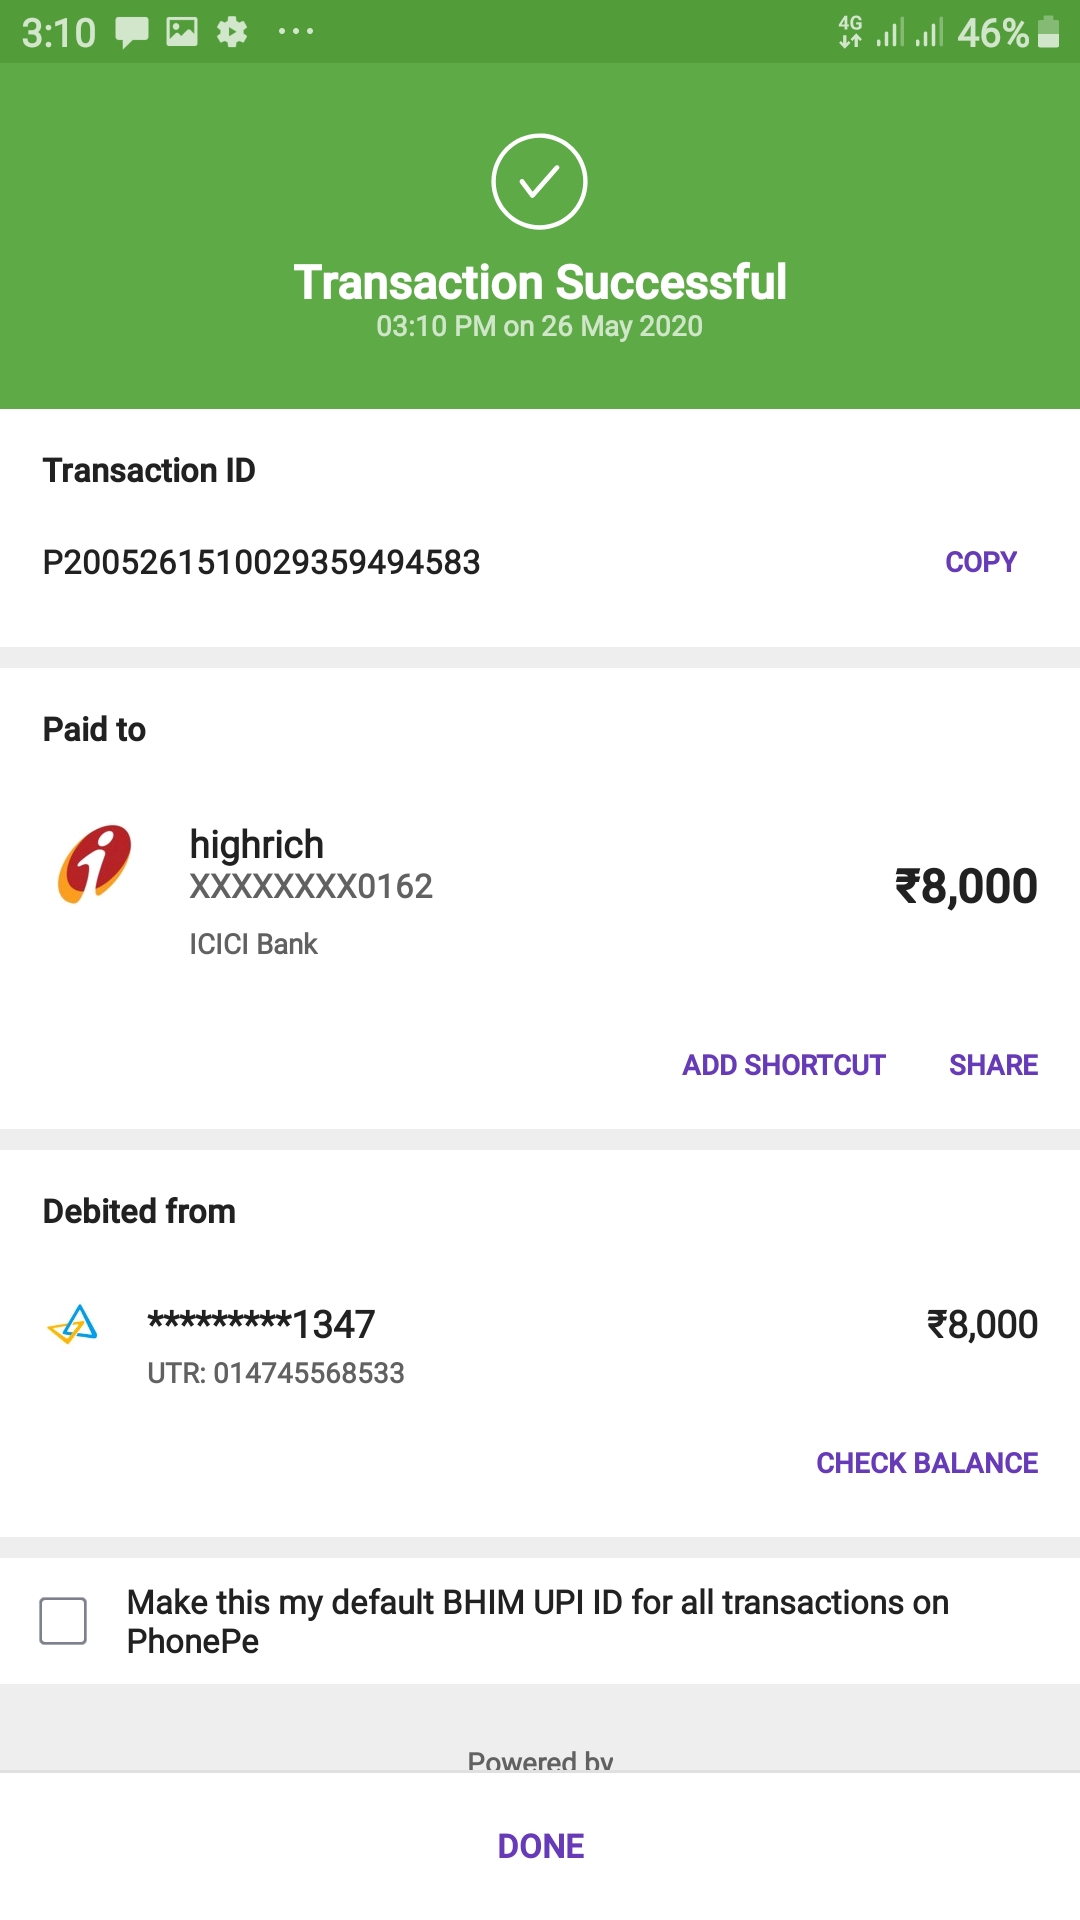 3:10
4G 46%
Transaction Successful
03:10 PM on 26 May 2020
Transaction ID
P2005261510029359494583
COPY
Paid to
highrich
XXXXXXXX0162
₹8,000
ICICI Bank
ADD SHORTCUT SHARE
Debited from
*********1347
₹8,000
UTR: 014745568533
CHECK BALANCE
Make this my default BHIM UPI ID for all transactions on
PhonePe
Powered by
DONE